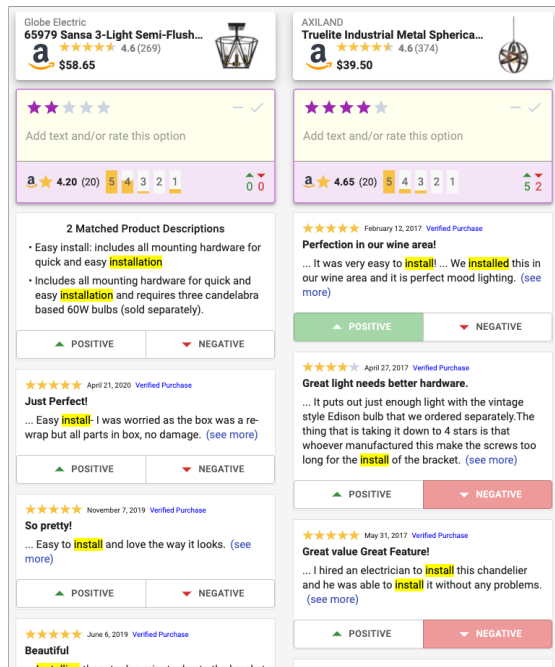 Globe Electric
65979 Sansa 3-Light Semi-Flush...
a 4.6 (269)
$58.65
Add text and/or rate this option
a 4.20 (20) 5 4 3 2 1
0 0
2 Matched Product Descriptions
• Easy install: includes all mounting hardware for
quick and easy installation
• Includes all mounting hardware for quick and
easy installation and requires three candelabra
based 60W bulbs (sold separately).
POSITIVE NEGATIVE
April 21, 2020 Verified Purchase
Just Perfect!
... Easy install- I was worried as the box was a re-
wrap but all parts in box, no damage. (see more)
POSITIVE NEGATIVE
November 7, 2019 Verified Purchase
So pretty!
... Easy to install and love the way it looks. (see
more)
POSITIVE NEGATIVE
June 6, 2019 Verified Purchase
Beautiful
AXILAND
Truelite Industrial Metal Spherica...
a 4.6 (374)
$39.50
Add text and/or rate this option
a 4.65 (20) 5 4 3 2 1
5 2
February 12, 2017 Verified Purchase
Perfection in our wine area!
... It was very easy to install! ... We installed this in
our wine area and it is perfect mood lighting. (see
more)
POSITIVE NEGATIVE
April 27, 2017 Verified Purchase
Great light needs better hardware.
... It puts out just enough light with the vintage
style Edison bulb that we ordered separately.The
thing that is taking it down to 4 stars is that
whoever manufactured this make the screws too
long for the install of the bracket. (see more)
POSITIVE NEGATIVE
May 31, 2017 Verified Purchase
Great value Great Feature!
... I hired an electrician to install this chandelier
and he was able to install it without any problems.
(see more)
POSITIVE NEGATIVE